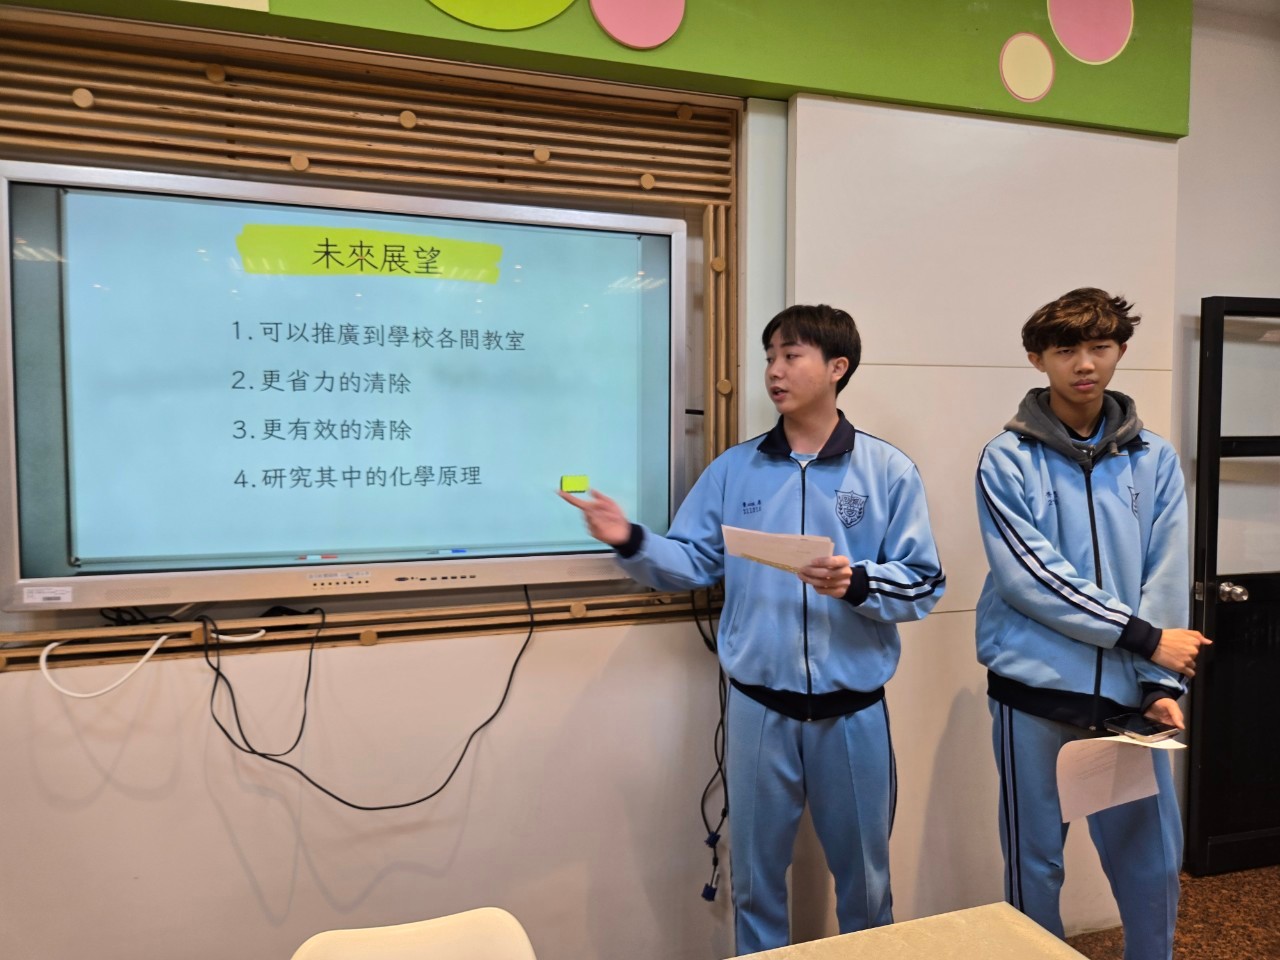 未來展望
1.可以推廣到學校各間教室
2.更省力的清除
3.更有效的清除
4.研究其中的化學原理